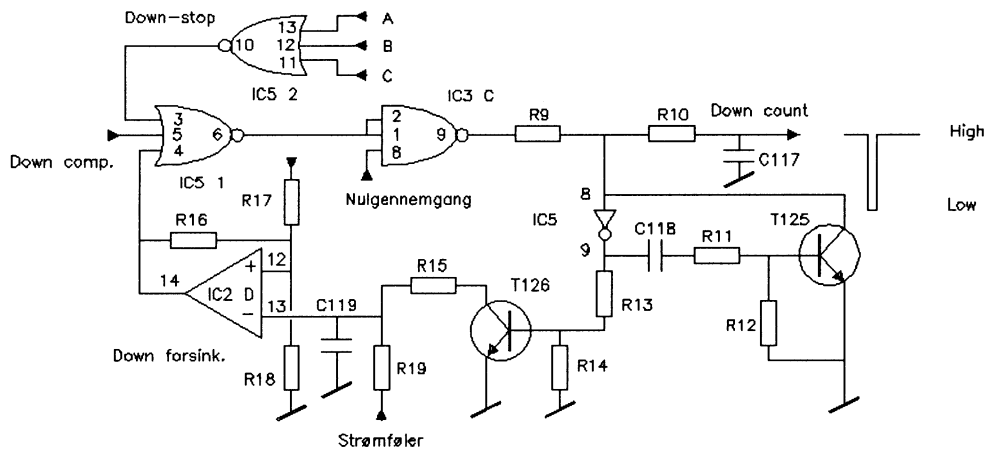 Down-stop
13
A
10
12
B
11
C
IC5 2
IC3 C
3
5
6
4
2
1
9
8
R9
R10
Down count
High
C117
Down comp.
IC5 1
R17
Nulgennemgang
Low
8
IC5
9
C118
R11
T125
R16
14
12
IC2
D
+
-
13
C119
R15
T126
R13
R12
Down forsink.
R18
R19
R14
Strømføler